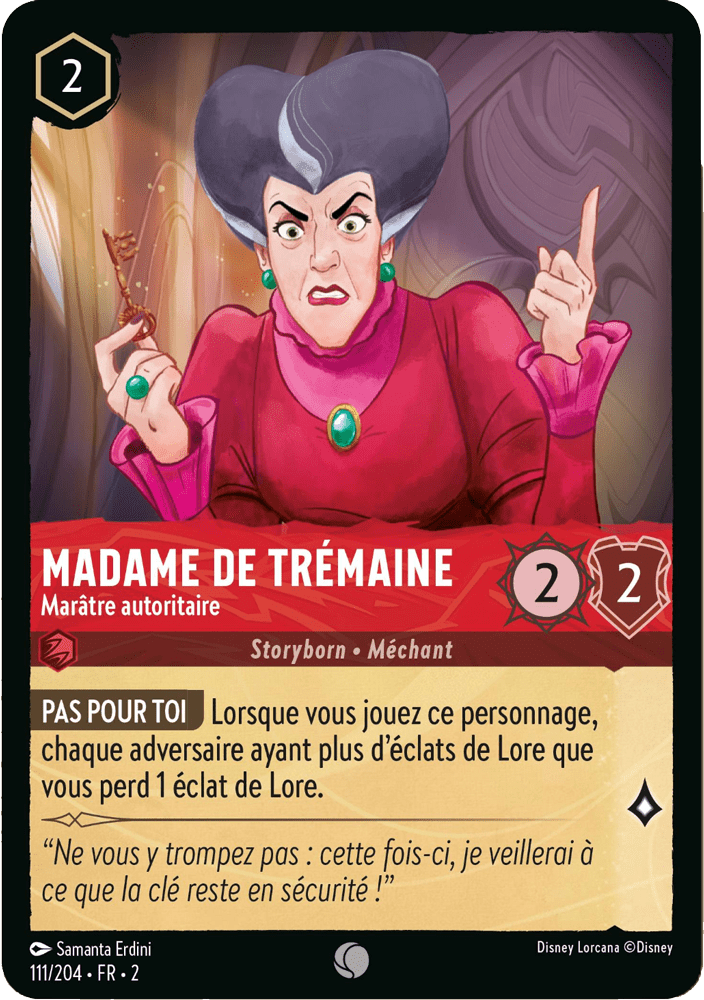 2
MADAME DE TRÉMAINE
Marâtre autoritaire
2
2
Storyborn • Méchant
PAS POUR TOI Lorsque vous jouez ce personnage,
chaque adversaire ayant plus d’éclats de Lore que
vous perd 1 éclat de Lore.
“Ne vous y trompez pas : cette fois-ci, je veillerai à
ce que la clé reste en sécurité !”
Samanta Erdini
111/204 • FR • 2
Disney Lorcana ©Disney